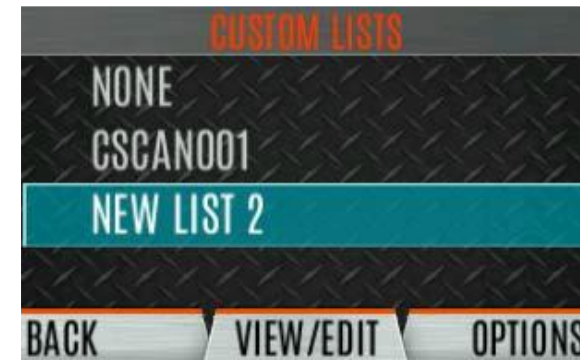 CUSTOM LISTS
NONE
CSCAN001
NEW LIST 2
BACK VIEW/EDIT OPTIONS